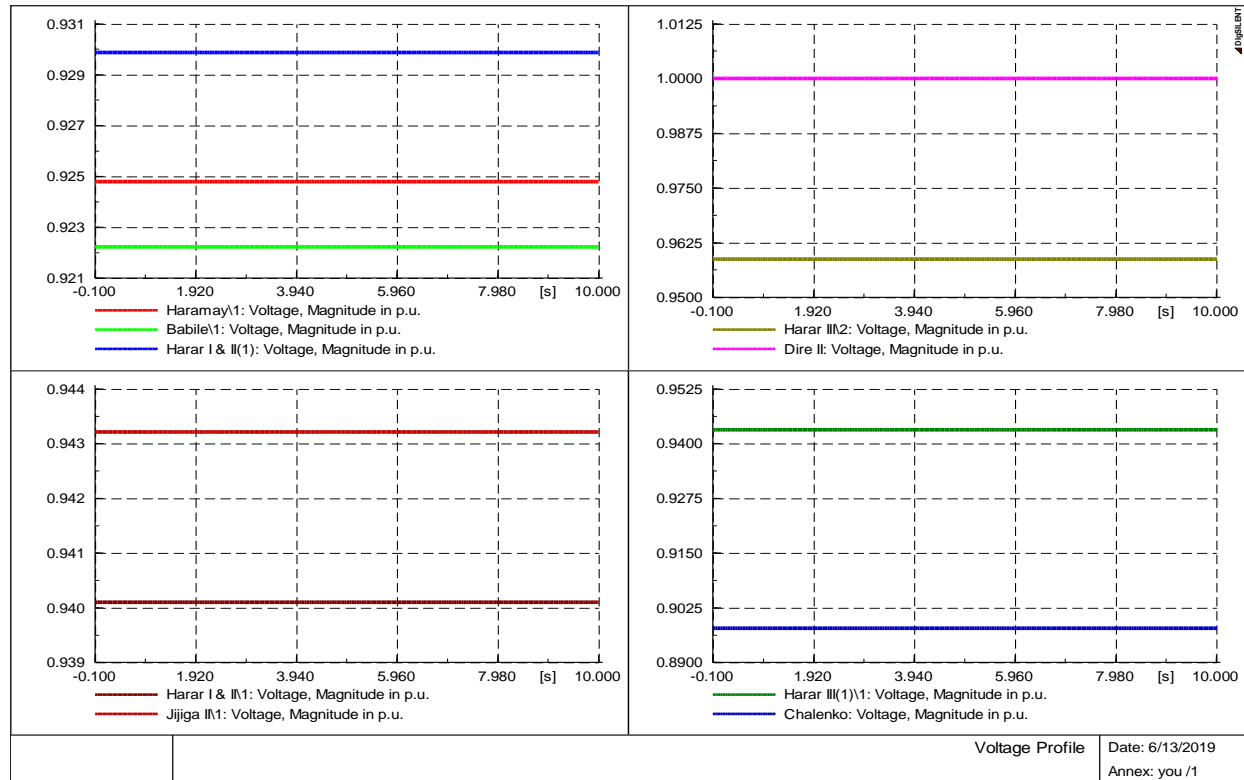 0.931
0.929
0.927
0.925
0.923
0.921
-0.100 1.920 3.940 5.960 7.980 [s] 10.000
Haramay\1: Voltage, Magnitude in p.u.
Babile\1: Voltage, Magnitude in p.u.
Harar I & II(1): Voltage, Magnitude in p.u.
1.0125
1.0000
0.9875
0.9750
0.9625
0.9500
-0.100 1.920 3.940 5.960 7.980 [s] 10.000
Harar III\2: Voltage, Magnitude in p.u.
Dire II: Voltage, Magnitude in p.u.
DIgSILENT
0.944
0.943
0.942
0.941
0.940
0.939
-0.100 1.920 3.940 5.960 7.980 [s] 10.000
Harar I & II\1: Voltage, Magnitude in p.u.
Jijiga II\1: Voltage, Magnitude in p.u.
0.9525
0.9400
0.9275
0.9150
0.9025
0.8900
-0.100 1.920 3.940 5.960 7.980 [s] 10.000
Harar III(1)\1: Voltage, Magnitude in p.u.
Chalenko: Voltage, Magnitude in p.u.
Voltage Profile
Date: 6/13/2019
Annex: you /1